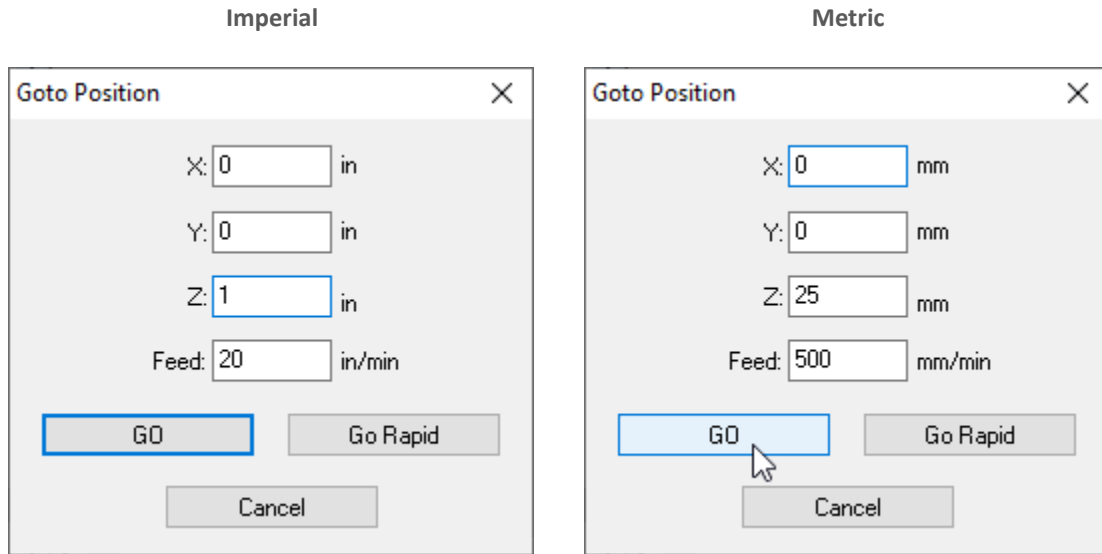 Imperial
Metric
Goto Position
X: 0 in
Y: 0 in
Z: 1 in
Feed: 20 in/min
GO Go Rapid
Cancel
Goto Position
X: 0 mm
Y: 0 mm
Z: 25 mm
Feed: 500 mm/min
GO Go Rapid
Cancel